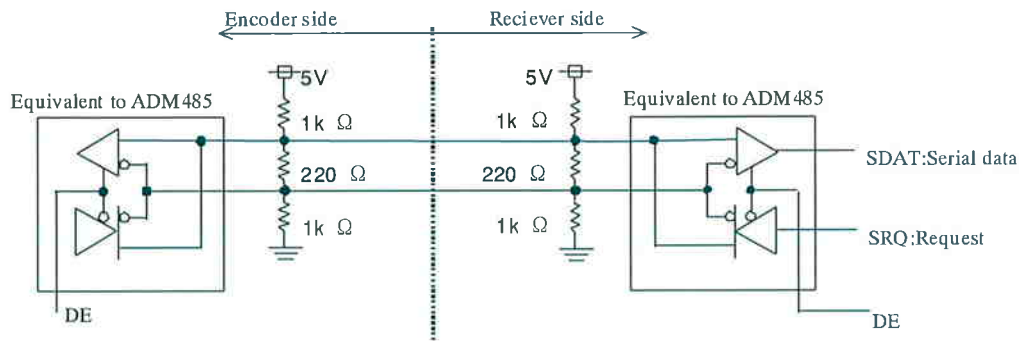 Encoder side
Reciever side
5V
5V
Equivalent to ADM485
Equivalent to ADM485
1k Ω
1k Ω
SDAT:Serial data
220 Ω
220 Ω
1k Ω
1k Ω
SRQ:Request
DE
DE